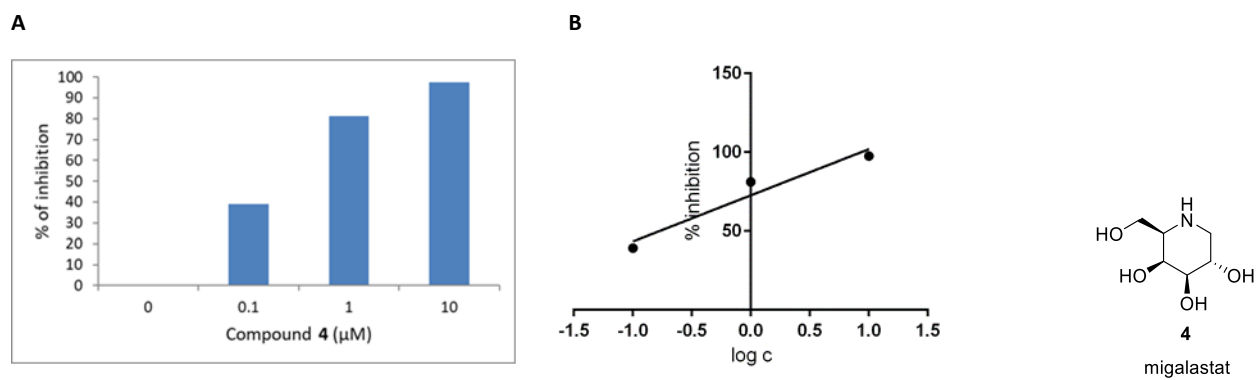 A
100
90
80
70
60
50
40
30
20
10
0
% of inhibition
0 0.1 1 10
Compound 4 (µM)
B
150
100
50
% inhibition
-1.5 -1.0 -0.5 0.0 0.5 1.0 1.5
log c
H
N
HO
HO
OH
OH
4
migalastat